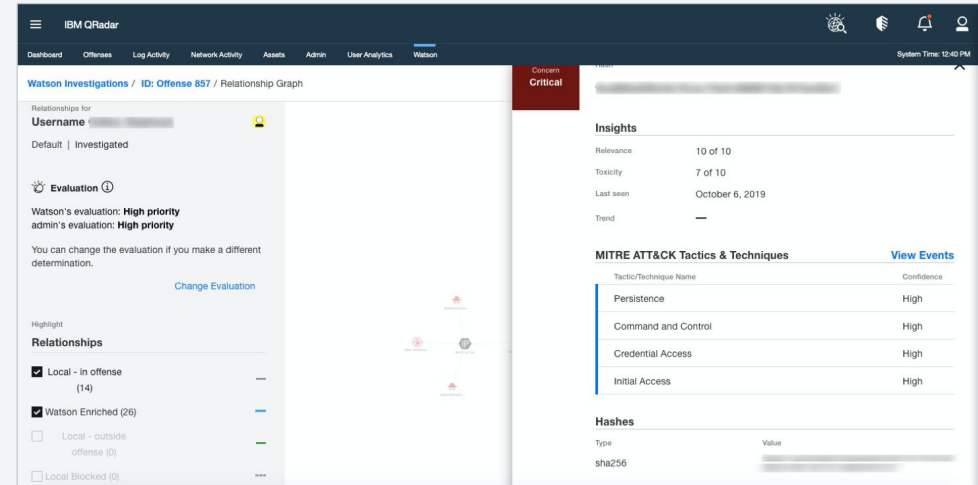 IBM QRadar
Dashboard Offenses Log Activity Network Activity Assets Admin User Analytics Watson System Time: 12:40 PM
Watson Investigations / ID: Offense 857 / Relationship Graph
Relationships for
Username
Default | Investigated
Evaluation
Watson's evaluation: High priority
admin's evaluation: High priority
You can change the evaluation if you make a different
determination.
Change Evaluation
Highlight
Relationships
Local - in offense
(14)
Watson Enriched (26)
Local - outside
offense (0)
Local Blocked (0)
IP
Concern
Critical
Hash
Insights
Relevance 10 of 10
Toxicity 7 of 10
Last seen October 6, 2019
Trend —
MITRE ATT&CK Tactics & Techniques View Events
Tactic/Technique Name Confidence
Persistence High
Command and Control High
Credential Access High
Initial Access High
Hashes
Type Value
sha256